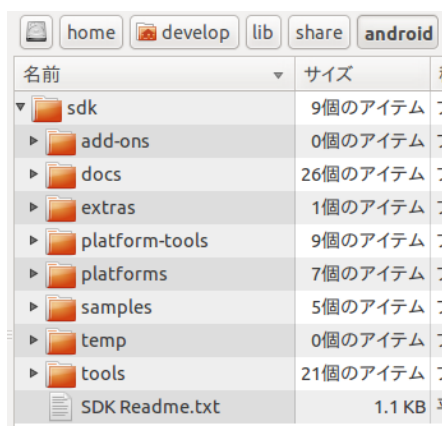 home develop lib share android
名前 サイズ
sdk 9個のアイテム
add-ons 0個のアイテム
docs 26個のアイテム
extras 1個のアイテム
platform-tools 9個のアイテム
platforms 7個のアイテム
samples 5個のアイテム
temp 0個のアイテム
tools 21個のアイテム
SDK Readme.txt 1.1 KB